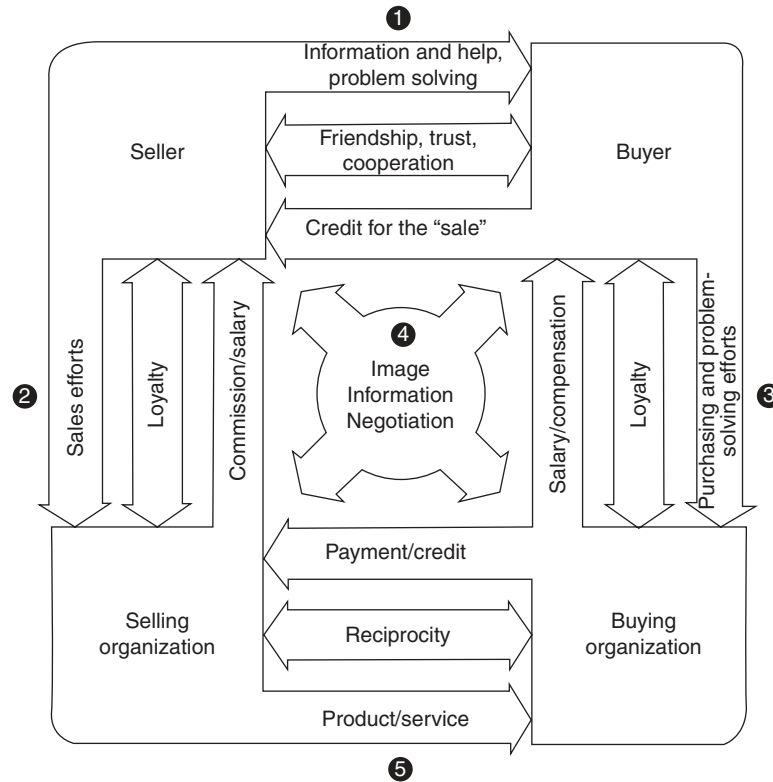 1
Information and help,
problem solving
Seller
Friendship, trust,
cooperation
Buyer
Credit for the “sale”
2
Sales efforts
Loyalty
Commission/salary
4
Image
Information
Negotiation
Salary/compensation
Loyalty
Purchasing and problem-
solving efforts
3
Payment/credit
Selling
organization
Reciprocity
Buying
organization
Product/service
5